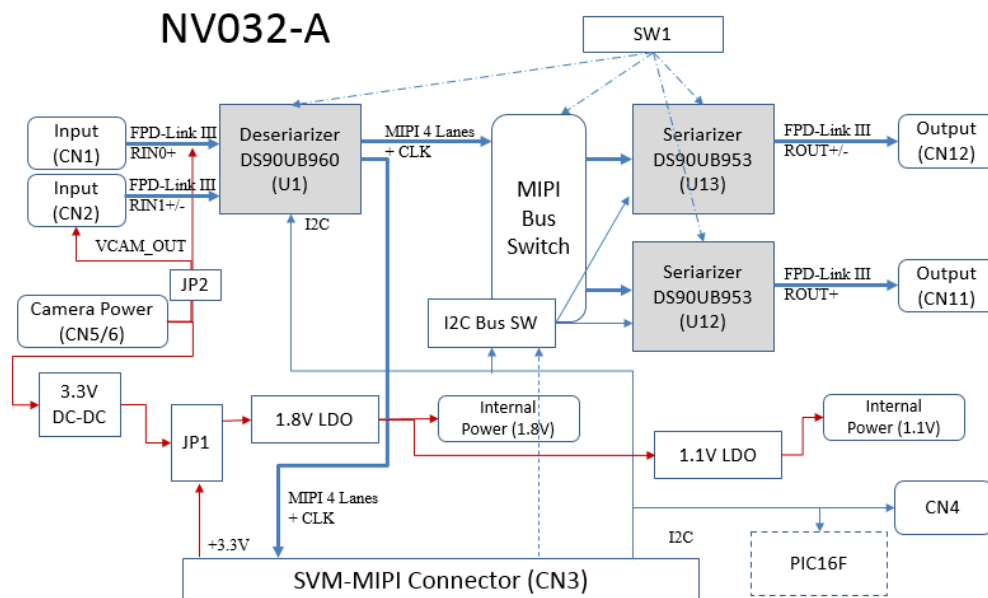 NV032-A
SW1
Input
(CN1)
FPD-Link III
RIN0+
Deseriarizer
DS90UB960
(U1)
MIPI 4 Lanes
+ CLK
MIPI
Bus
Switch
Seriarizer
DS90UB953
(U13)
FPD-Link III
ROUT+/-
Output
(CN12)
Input
(CN2)
FPD-Link III
RIN1+/-
I2C
VCAM_OUT
JP2
Camera Power
(CN5/6)
I2C Bus SW
Seriarizer
DS90UB953
(U12)
FPD-Link III
ROUT+
Output
(CN11)
3.3V
DC-DC
JP1
1.8V LDO
Internal
Power (1.8V)
1.1V LDO
Internal
Power (1.1V)
MIPI 4 Lanes
+ CLK
+3.3V
I2C
CN4
PIC16F
SVM-MIPI Connector (CN3)